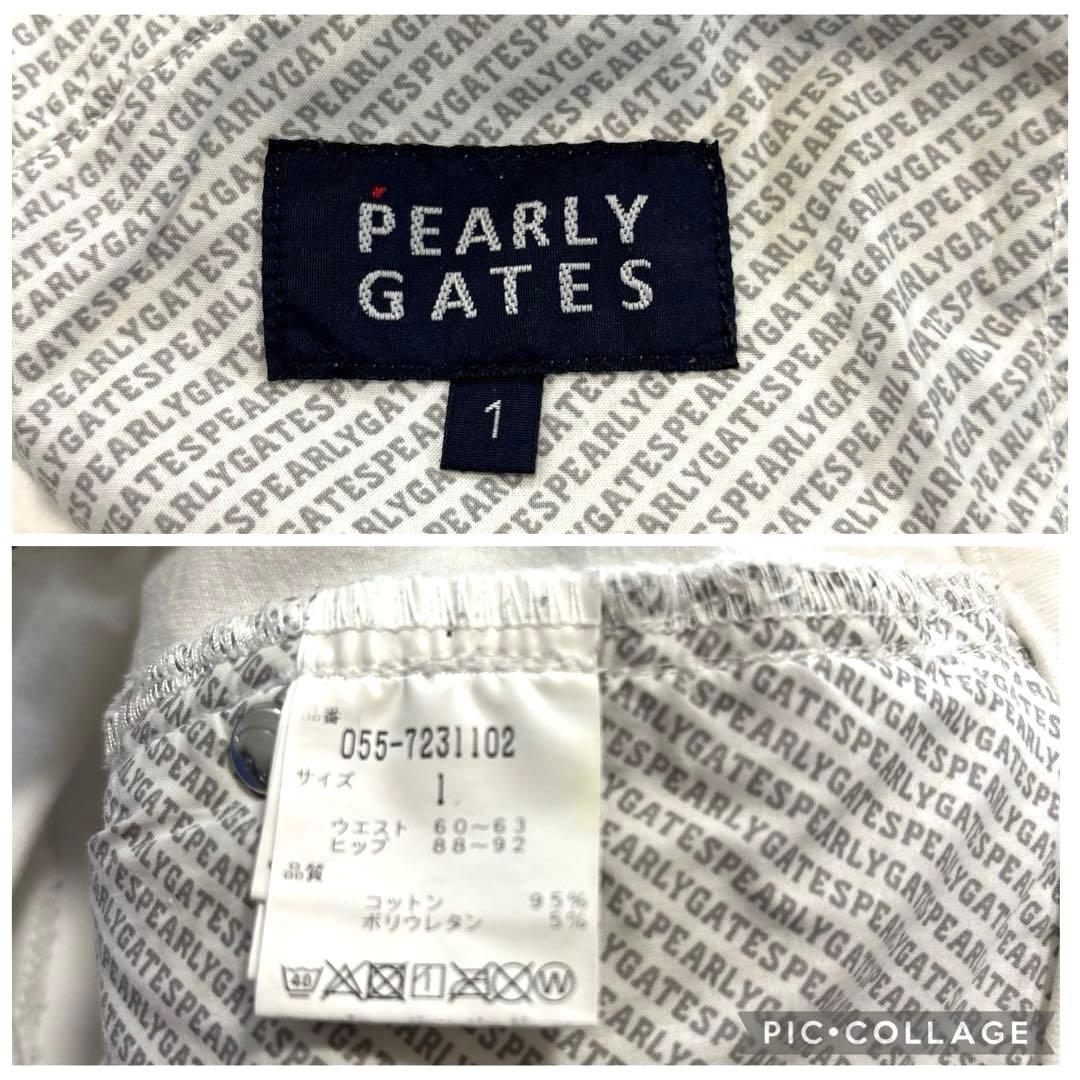 PEARLY
GATES
1
品番
055-7231102
サイズ
1
ウエスト 60～63
ヒップ 88～92
品質
コットン 95%
ポリウレタン 5%
40
W
PIC•COLLAGE